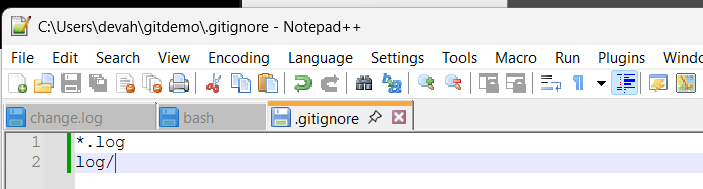 C:\Users\devah\gitdemo\.gitignore - Notepad++
File Edit Search View Encoding Language Settings Tools Macro Run Plugins Windo
change.log bash .gitignore
1 *.log
2 log/